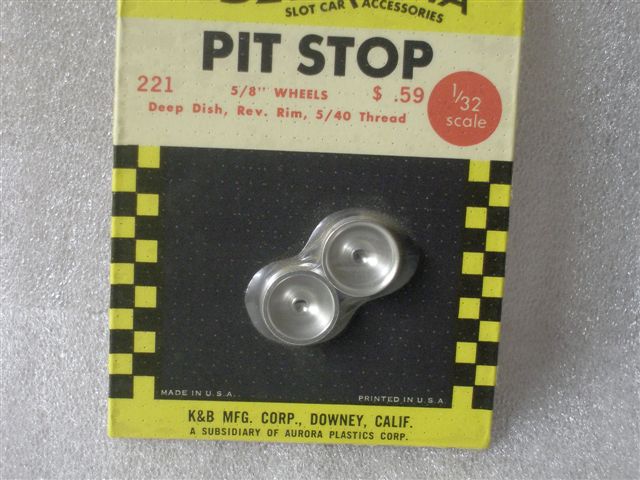 SLOT CAR ACCESSORIES
PIT STOP
221 5/8" WHEELS $ .59
Deep Dish, Rev. Rim, 5/40 Thread
1/32 scale
MADE IN U.S.A.
PRINTED IN U.S.A.
K&B MFG. CORP., DOWNEY, CALIF.
A SUBSIDIARY OF AURORA PLASTICS CORP.